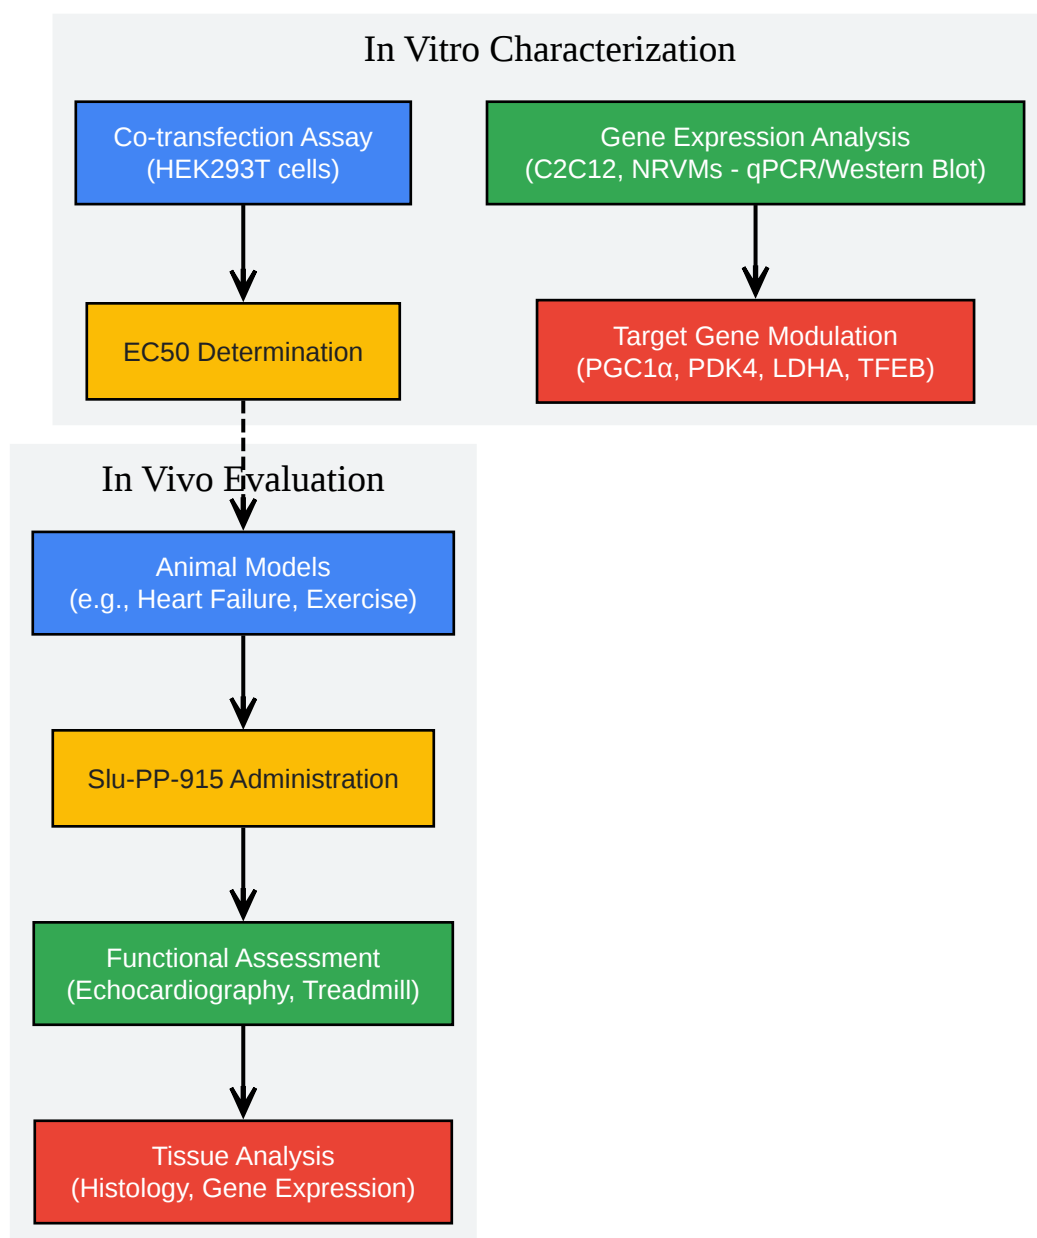 In Vitro Characterization
Co-transfection Assay
(HEK293T cells)
Gene Expression Analysis
(C2C12, NRVMs - qPCR/Western Blot)
EC50 Determination
Target Gene Modulation
(PGC1α, PDK4, LDHA, TFEB)
In Vivo Evaluation
Animal Models
(e.g., Heart Failure, Exercise)
Slu-PP-915 Administration
Functional Assessment
(Echocardiography, Treadmill)
Tissue Analysis
(Histology, Gene Expression)